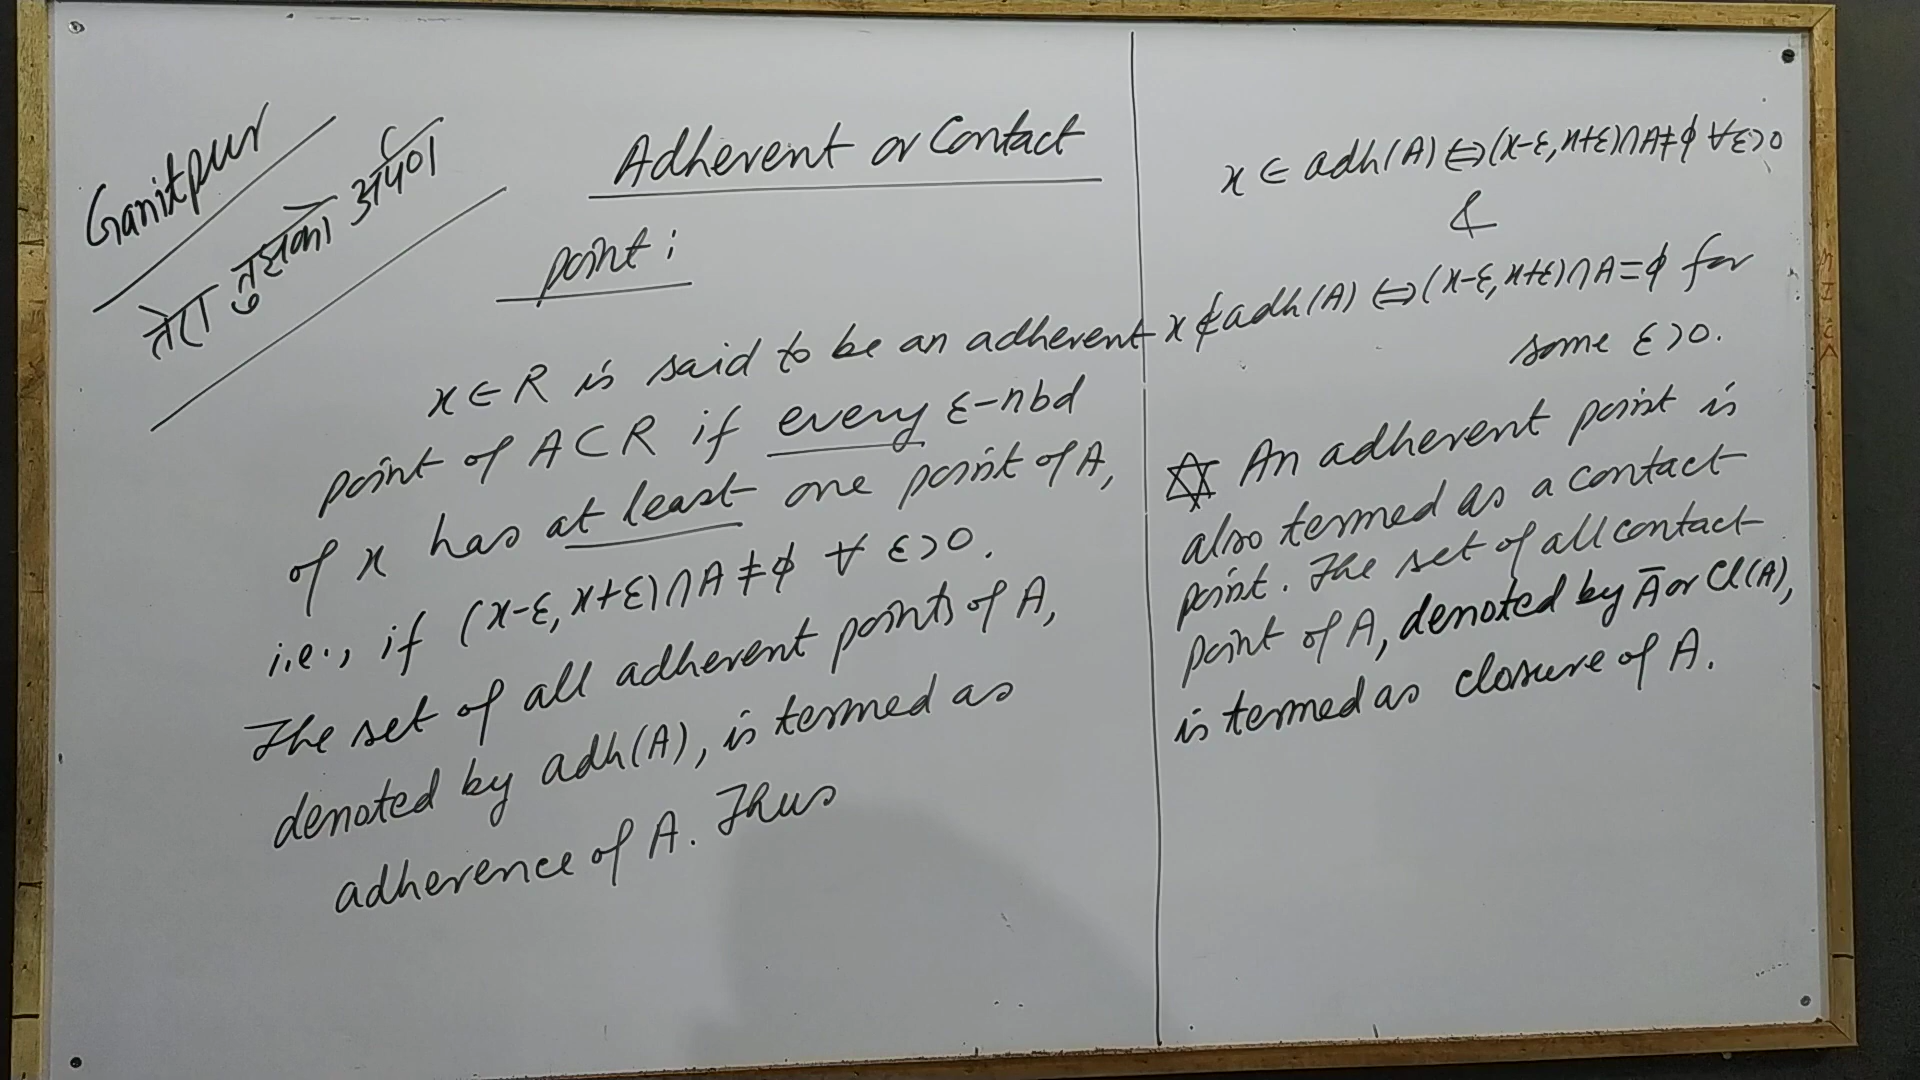 Ganitpur
तेरा तुझको अर्पण
Adherent or Contact
point :
x ∈ R is said to be an adherent
point of A ⊂ R if every ε-nbd
of x has at least one point of A,
i.e., if (x-ε, x+ε)∩A ≠ ϕ ∀ ε>0.
The set of all adherent points of A,
denoted by adh(A), is termed as
adherence of A. Thus
x ∈ adh(A) ⇔ (x-ε, x+ε)∩A≠ϕ ∀ε>0
&
x ∉ adh(A) ⇔ (x-ε, x+ε)∩A=ϕ for
some ε>0.
✡ An adherent point is
also termed as a contact
point. The set of all contact
point of A, denoted by Ā or Cl(A),
is termed as closure of A.